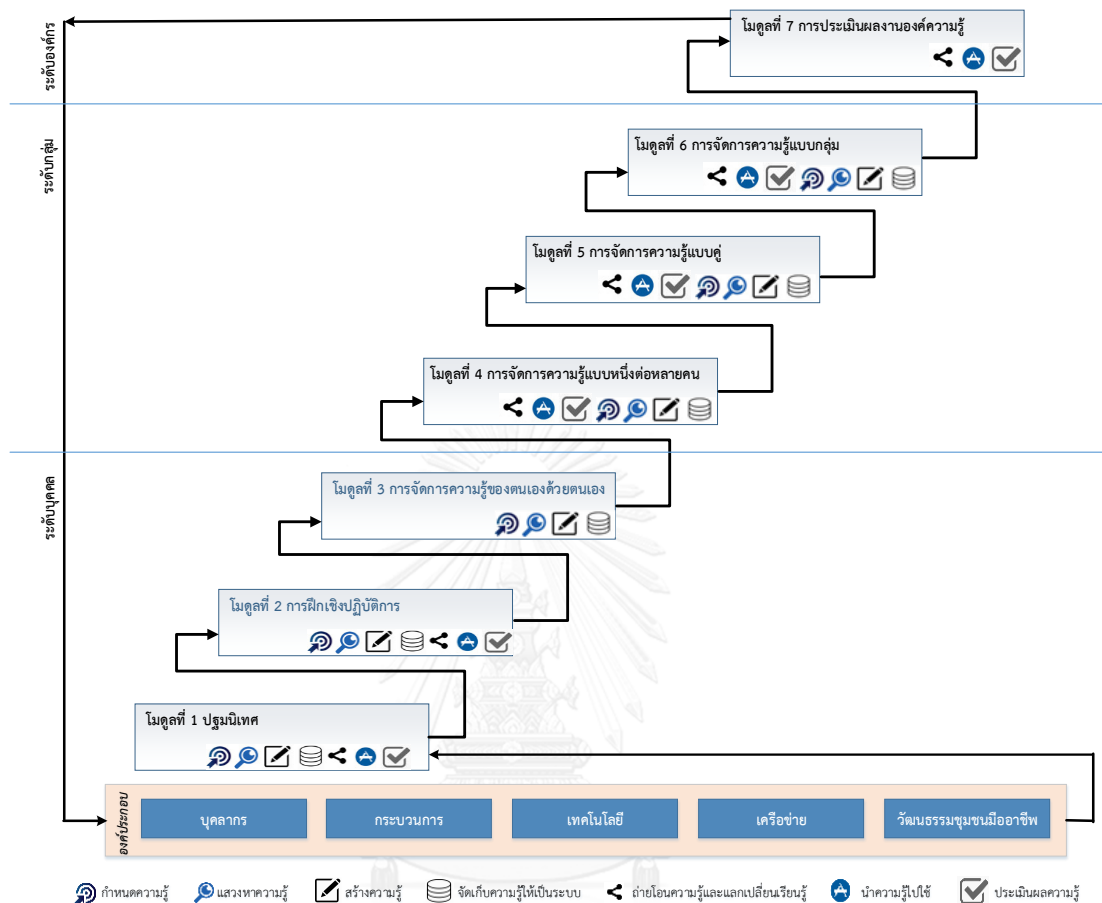 ระดับองค์กร
โมดูลที่ 7 การประเมินผลงานองค์ความรู้
ระดับกลุ่ม
โมดูลที่ 6 การจัดการความรู้แบบกลุ่ม
โมดูลที่ 5 การจัดการความรู้แบบคู่
โมดูลที่ 4 การจัดการความรู้แบบหนึ่งต่อหลายคน
ระดับบุคคล
โมดูลที่ 3 การจัดการความรู้ของตนเองด้วยตนเอง
โมดูลที่ 2 การฝึกเชิงปฏิบัติการ
โมดูลที่ 1 ปฐมนิเทศ
องค์ประกอบ
บุคลากร
กระบวนการ
เทคโนโลยี
เครือข่าย
วัฒนธรรมชุมชนมืออาชีพ
กำหนดความรู้
แสวงหาความรู้
สร้างความรู้
จัดเก็บความรู้ให้เป็นระบบ
ถ่ายโอนความรู้และแลกเปลี่ยนเรียนรู้
นำความรู้ไปใช้
ประเมินผลความรู้